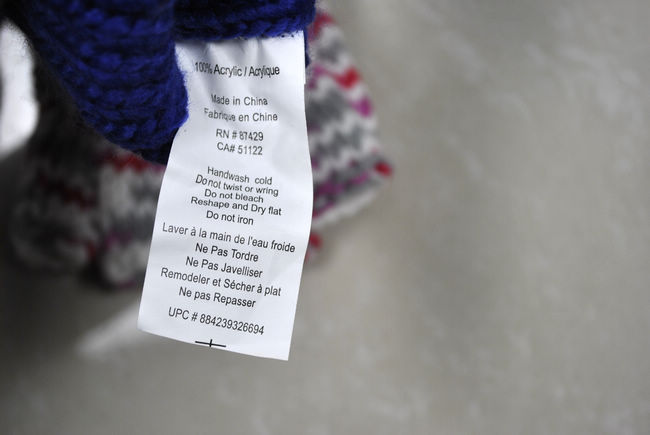 100% Acrylic / Acrylique
Made in China
Fabrique en Chine
RN # 87429
CA# 51122
Handwash cold
Do not twist or wring
Do not bleach
Reshape and Dry flat
Do not iron
Laver à la main de l'eau froide
Ne Pas Tordre
Ne Pas Javelliser
Remodeler et Sécher à plat
Ne pas Repasser
UPC # 884239326694